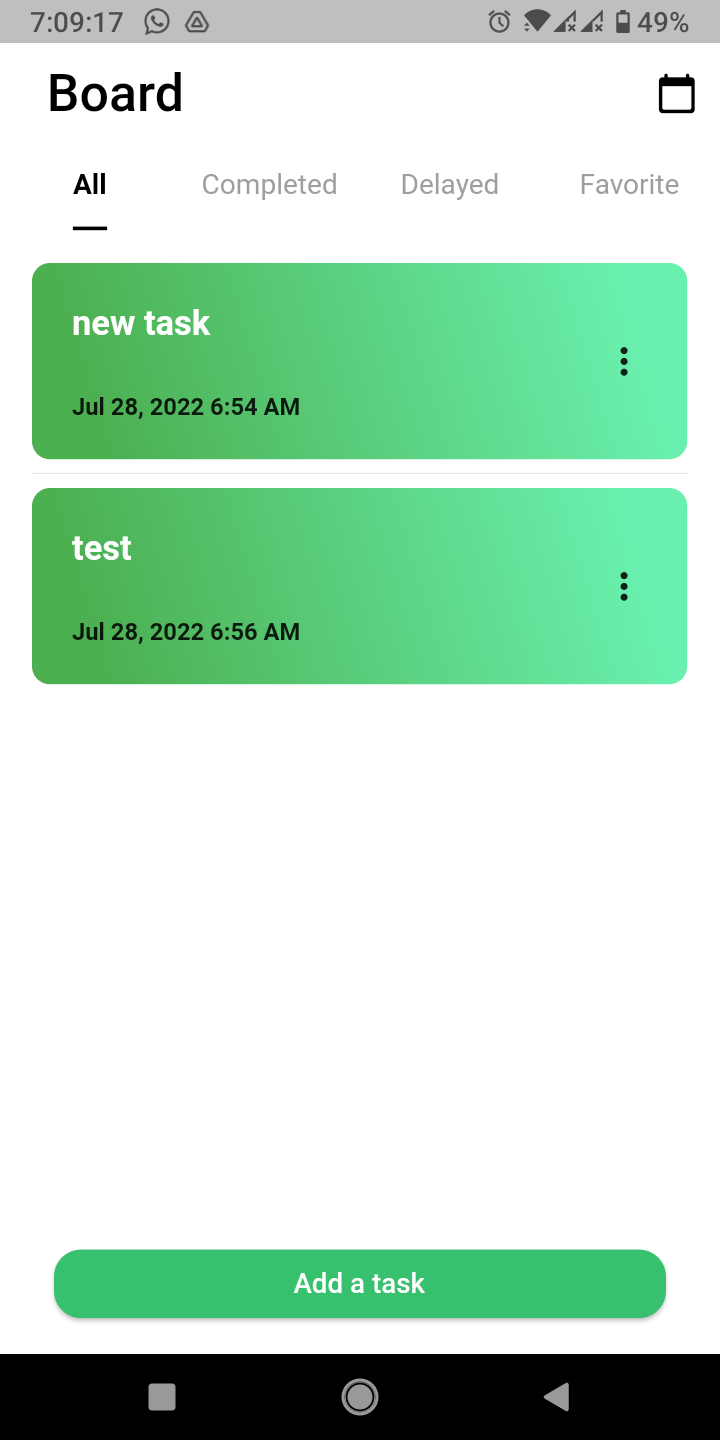 7:09:17 49%
Board
All Completed Delayed Favorite
new task
Jul 28, 2022 6:54 AM
test
Jul 28, 2022 6:56 AM
Add a task